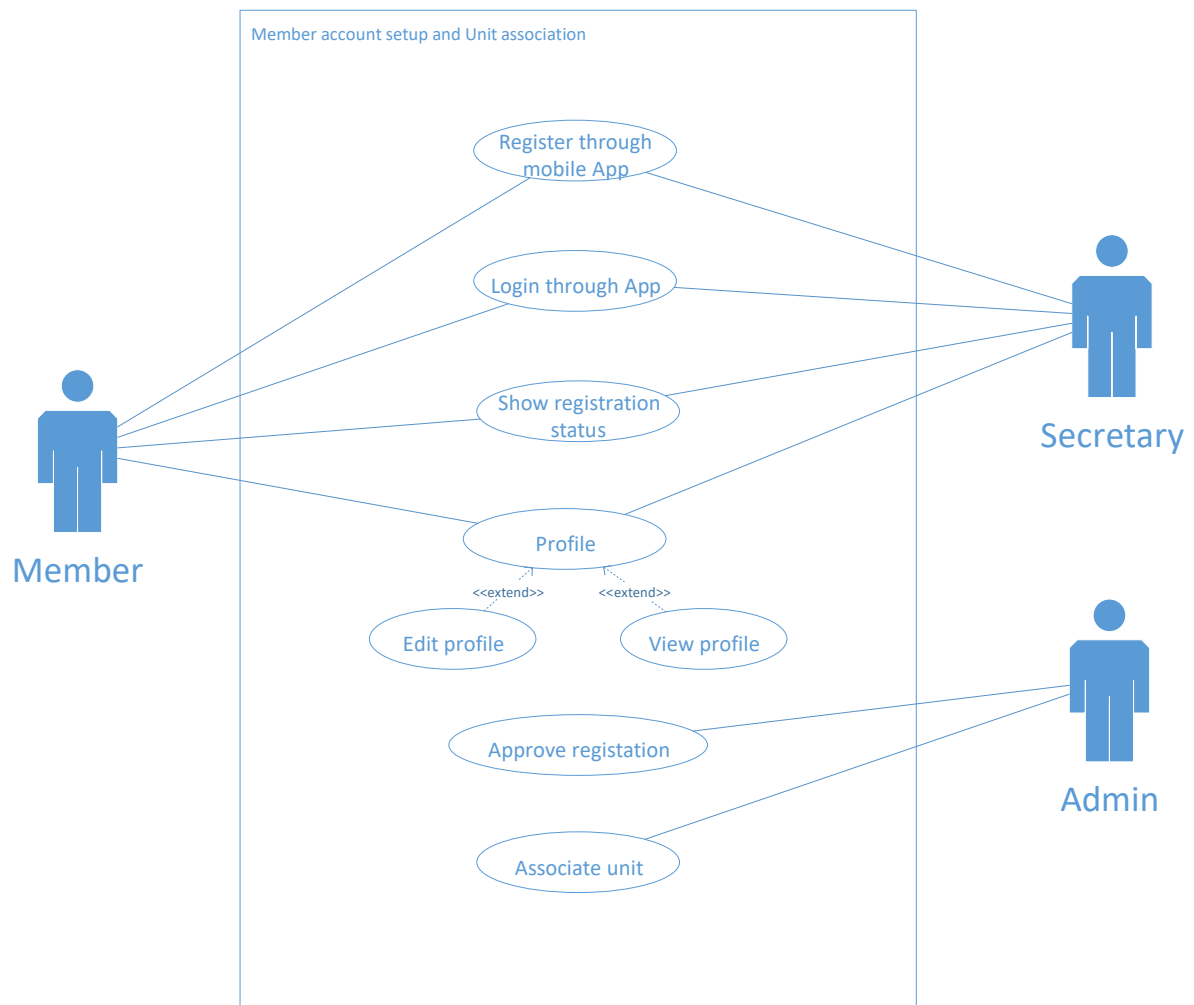 Member account setup and Unit association
Register through
mobile App
Login through App
Show registration
status
Secretary
Profile
Member
<<extend>>
<<extend>>
Edit profile
View profile
Approve registation
Admin
Associate unit